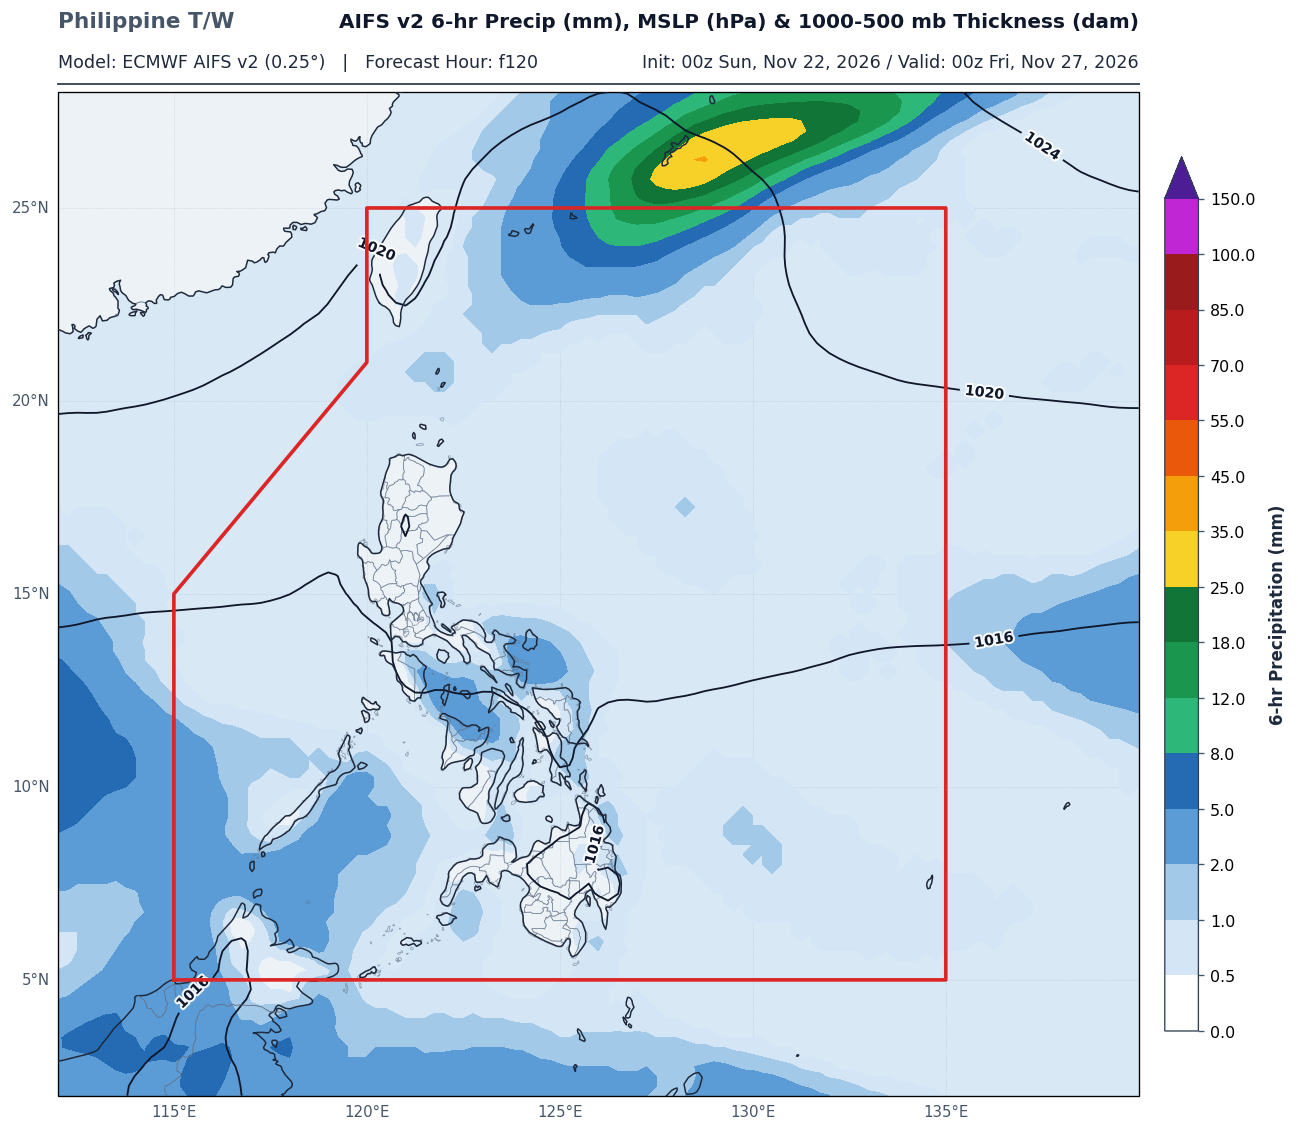 Philippine T/W
AIFS v2 6-hr Precip (mm), MSLP (hPa) & 1000-500 mb Thickness (dam)
Model: ECMWF AIFS v2 (0.25°) | Forecast Hour: f120
Init: 00z Sun, Nov 22, 2026 / Valid: 00z Fri, Nov 27, 2026
1024
150.0
25°N
1020
100.0
85.0
70.0
20°N
1020
55.0
45.0
35.0
15°N
25.0
1016
18.0
12.0
6-hr Precipitation (mm)
10°N
8.0
5.0
1016
2.0
1.0
5°N
1016
0.5
0.0
115°E
120°E
125°E
130°E
135°E